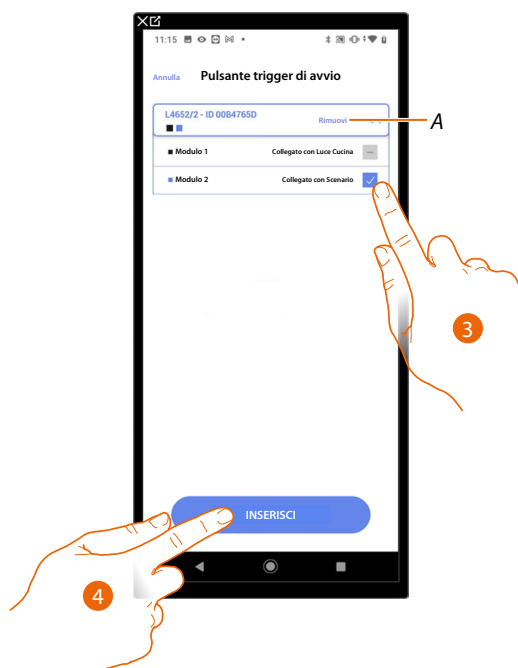 11:15
Annulla Pulsante trigger di avvio
L4652/2 - ID 00B4765D Rimuovi
A
Modulo 1 Collegato con Luce Cucina
Modulo 2 Collegato con Scenario
3
INSERISCI
4